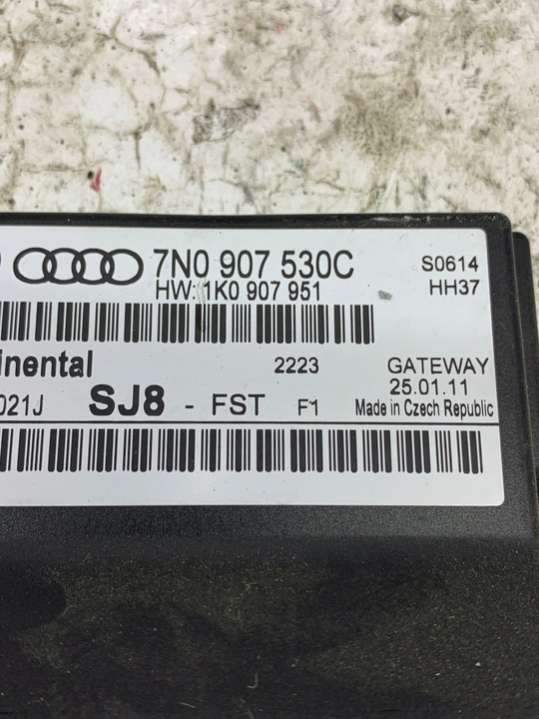 7N0 907 530C S0614
HW: 1K0 907 951 HH37
inental 2223 GATEWAY
25.01.11
021J SJ8 - FST F1 Made in Czech Republic